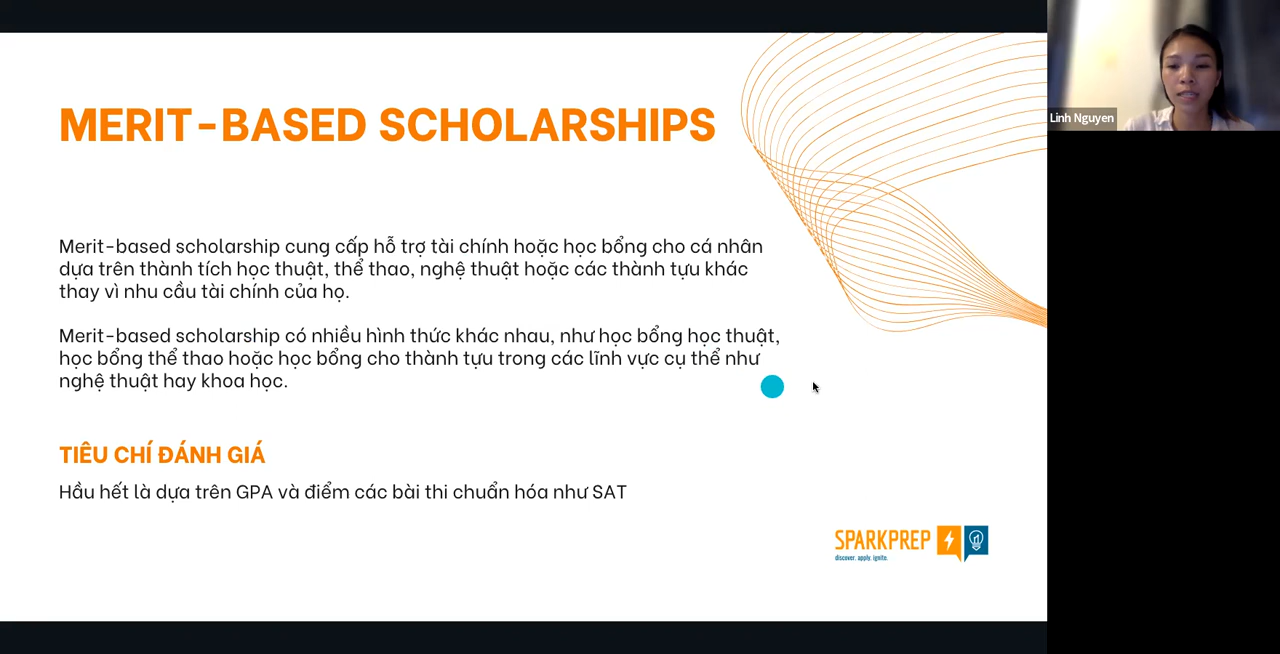 MERIT-BASED SCHOLARSHIPS
Merit-based scholarship cung cấp hỗ trợ tài chính hoặc học bổng cho cá nhân
dựa trên thành tích học thuật, thể thao, nghệ thuật hoặc các thành tựu khác
thay vì nhu cầu tài chính của họ.
Merit-based scholarship có nhiều hình thức khác nhau, như học bổng học thuật,
học bổng thể thao hoặc học bổng cho thành tựu trong các lĩnh vực cụ thể như
nghệ thuật hay khoa học.
TIÊU CHÍ ĐÁNH GIÁ
Hầu hết là dựa trên GPA và điểm các bài thi chuẩn hóa như SAT
SPARKPREP
discover. apply. ignite.
Linh Nguyen